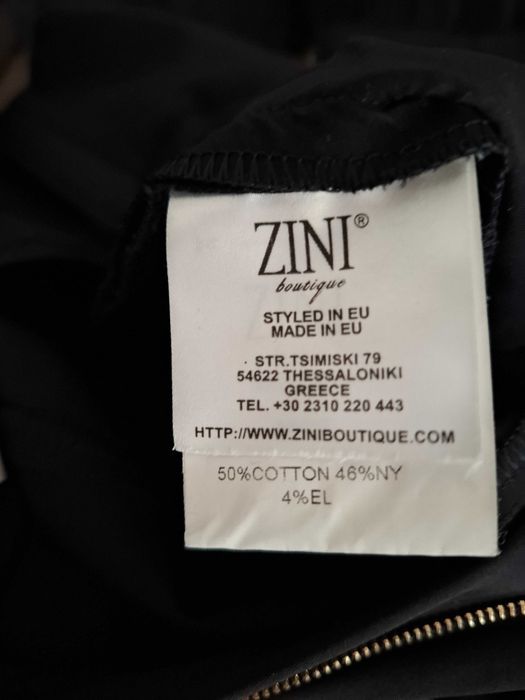 ZINI®
boutique
STYLED IN EU
MADE IN EU
STR.TSIMISKI 79
54622 THESSALONIKI
GREECE
TEL. +30 2310 220 443
HTTP://WWW.ZINIBOUTIQUE.COM
50%COTTON 46%NY
4%EL